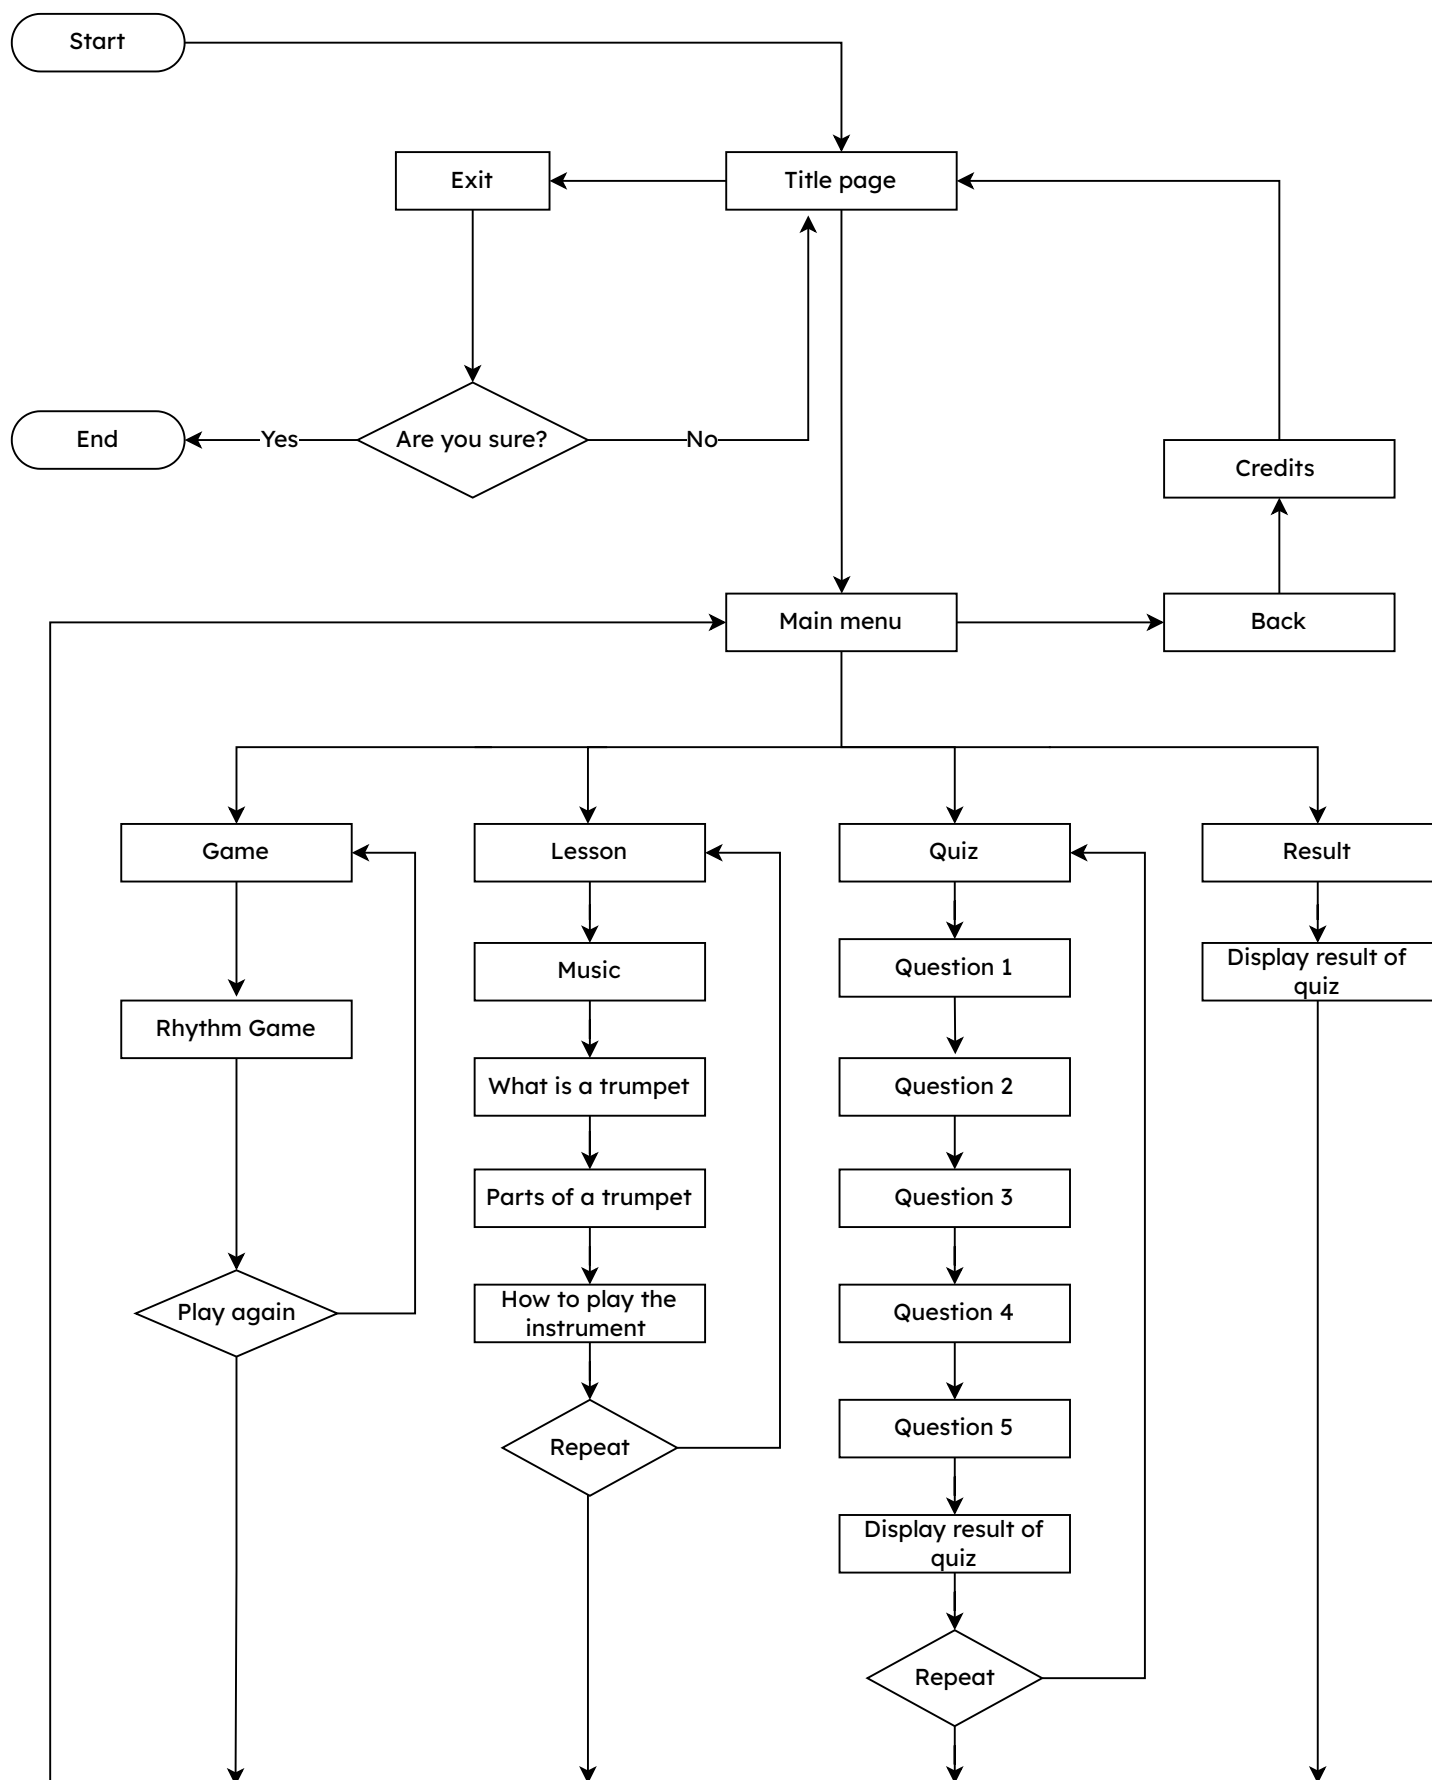 Start
Exit
Title page
End
Yes
Are you sure?
No
Credits
Main menu
Back
Game
Lesson
Quiz
Result
Music
Question 1
Display result of
quiz
Rhythm Game
What is a trumpet
Question 2
Parts of a trumpet
Question 3
Play again
How to play the
instrument
Question 4
Repeat
Question 5
Display result of
quiz
Repeat